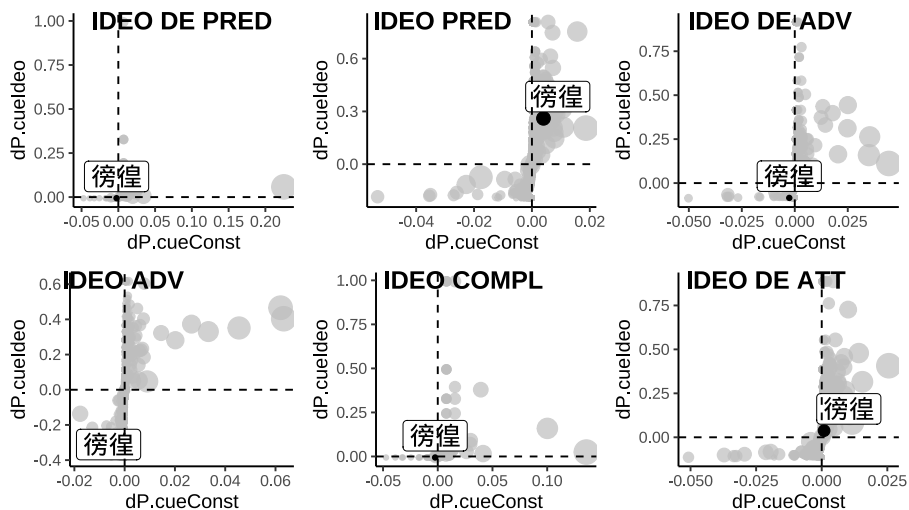 IDEO DE PRED
1.00
0.75
0.50
0.25
0.00
dP.cueIdeo
徬徨
-0.05 0.00 0.05 0.10 0.15 0.20
dP.cueConst
IDEO PRED
0.6
0.3
0.0
dP.cueIdeo
徬徨
-0.04 -0.02 0.00 0.02
dP.cueConst
IDEO DE ADV
0.75
0.50
0.25
0.00
dP.cueIdeo
徬徨
-0.050 -0.025 0.000 0.025
dP.cueConst
IDEO ADV
0.6
0.4
0.2
0.0
-0.2
-0.4
dP.cueIdeo
徬徨
-0.02 0.00 0.02 0.04 0.06
dP.cueConst
IDEO COMPL
1.00
0.75
0.50
0.25
0.00
dP.cueIdeo
徬徨
-0.05 0.00 0.05 0.10
dP.cueConst
IDEO DE ATT
0.75
0.50
0.25
0.00
dP.cueIdeo
徬徨
-0.050 -0.025 0.000 0.025
dP.cueConst